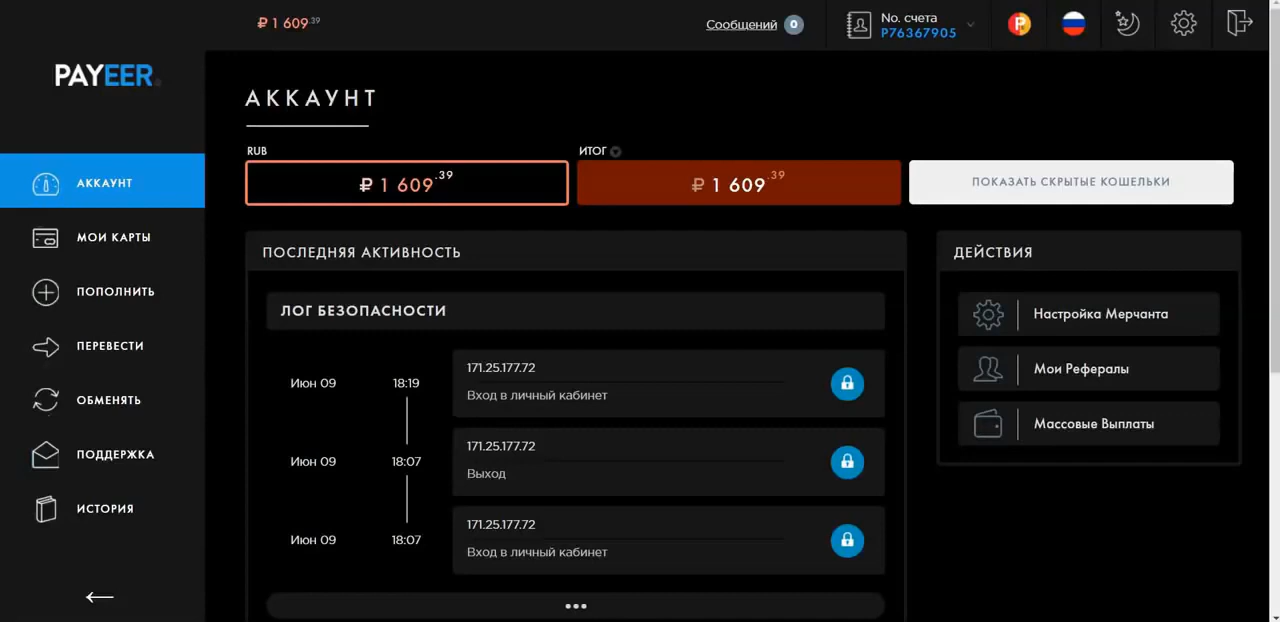 ₽ 1 609.39
Сообщений 0
No. счета
P76367905
PAYEER
АККАУНТ
МОИ КАРТЫ
ПОПОЛНИТЬ
ПЕРЕВЕСТИ
ОБМЕНЯТЬ
ПОДДЕРЖКА
ИСТОРИЯ
АККАУНТ
RUB
₽ 1 609.39
ИТОГ
₽ 1 609.39
ПОКАЗАТЬ СКРЫТЫЕ КОШЕЛЬКИ
ПОСЛЕДНЯЯ АКТИВНОСТЬ
ЛОГ БЕЗОПАСНОСТИ
Июн 09 18:19
171.25.177.72
Вход в личный кабинет
Июн 09 18:07
171.25.177.72
Выход
Июн 09 18:07
171.25.177.72
Вход в личный кабинет
ДЕЙСТВИЯ
Настройка Мерчанта
Мои Рефералы
Массовые Выплаты